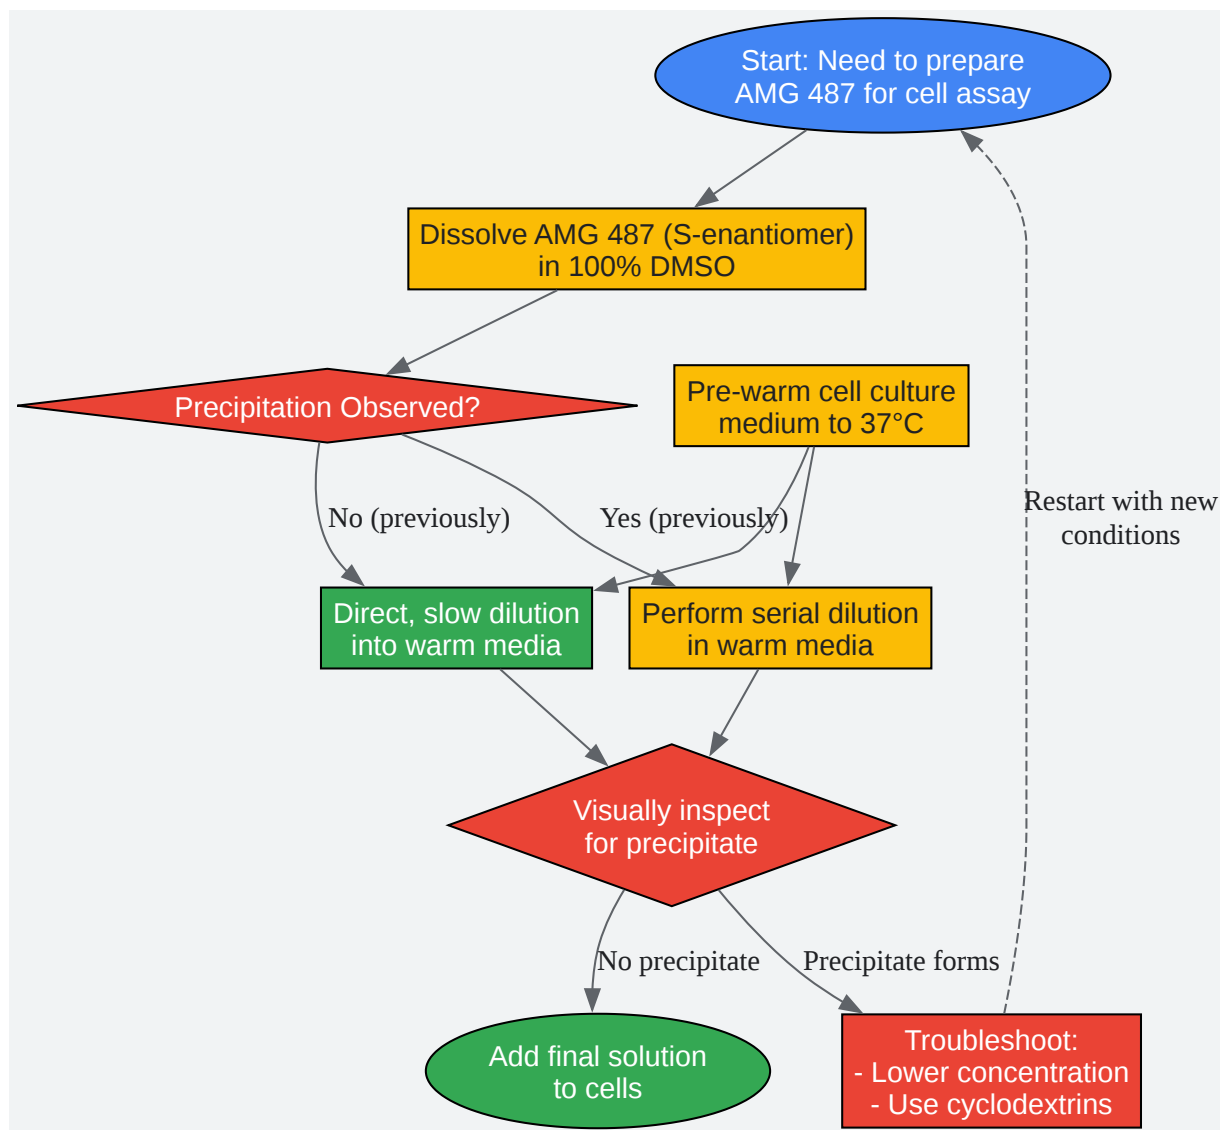 Start: Need to prepare
AMG 487 for cell assay
Dissolve AMG 487 (S-enantiomer)
in 100% DMSO
Precipitation Observed?
Pre-warm cell culture
medium to 37°C
No (previously)
Yes (previously)
Restart with new
conditions
Direct, slow dilution
into warm media
Perform serial dilution
in warm media
Visually inspect
for precipitate
No precipitate
Precipitate forms
Add final solution
to cells
Troubleshoot:
- Lower concentration
- Use cyclodextrins